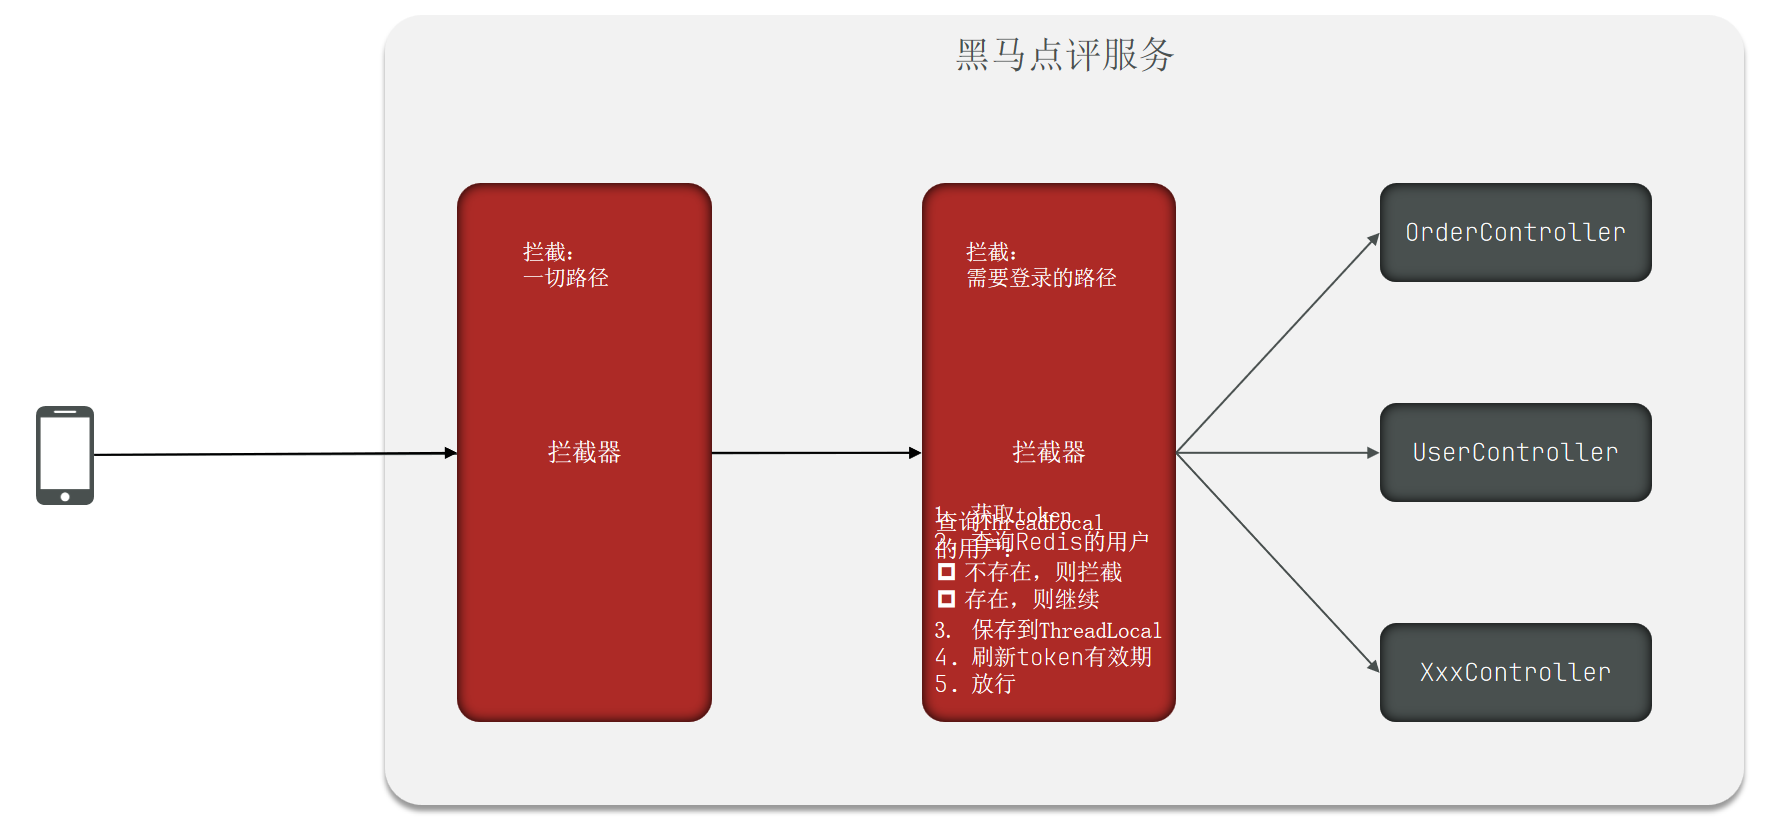 黑马点评服务
拦截：
一切路径
拦截器
拦截：
需要登录的路径
拦截器
1. 获取token
查询ThreadLocal
2. 查询Redis的用户
的用户：
不存在，则拦截
存在，则继续
3. 保存到ThreadLocal
4. 刷新token有效期
5. 放行
OrderController
UserController
XxxController